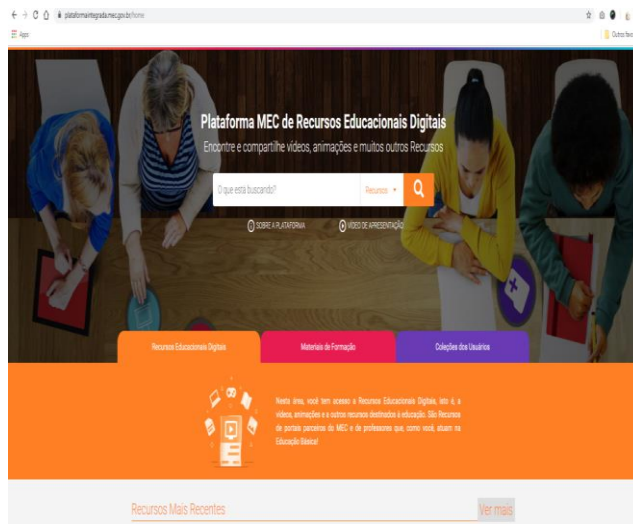 plataformaintegrada.mec.gov.br/home
Apps
Outros favo
Plataforma MEC de Recursos Educacionais Digitais
Encontre e compartilhe vídeos, animações e muitos outros Recursos
O que está buscando?
Recursos
SOBRE A PLATAFORMA
VÍDEO DE APRESENTAÇÃO
Recursos Educacionais Digitais
Materiais de Formação
Coleções dos Usuários
Nesta área, você tem acesso a Recursos Educacionais Digitais, isto é, a
vídeos, animações e a outros recursos destinados à educação. São Recursos
de portais parceiros do MEC e de professores que, como você, atuam na
Educação Básica!
Recursos Mais Recentes
Ver mais